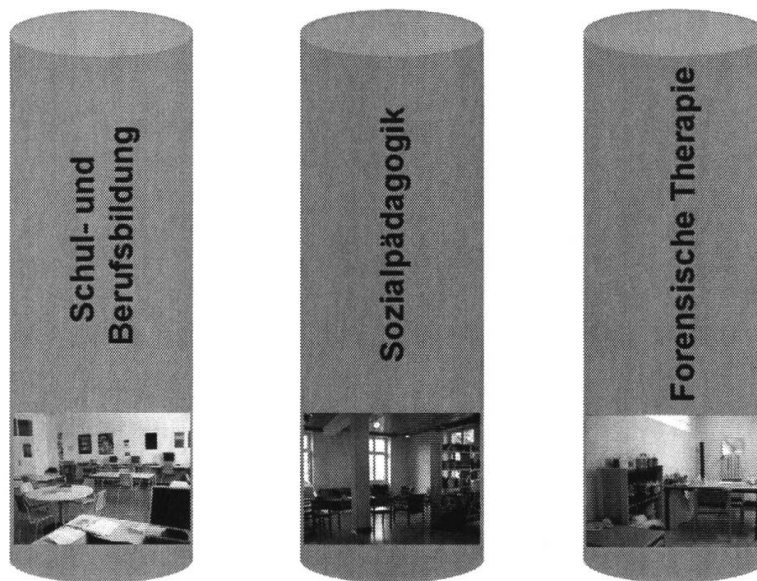 Schul- und
Berufsbildung
Sozialpädagogik
Forensische Therapie